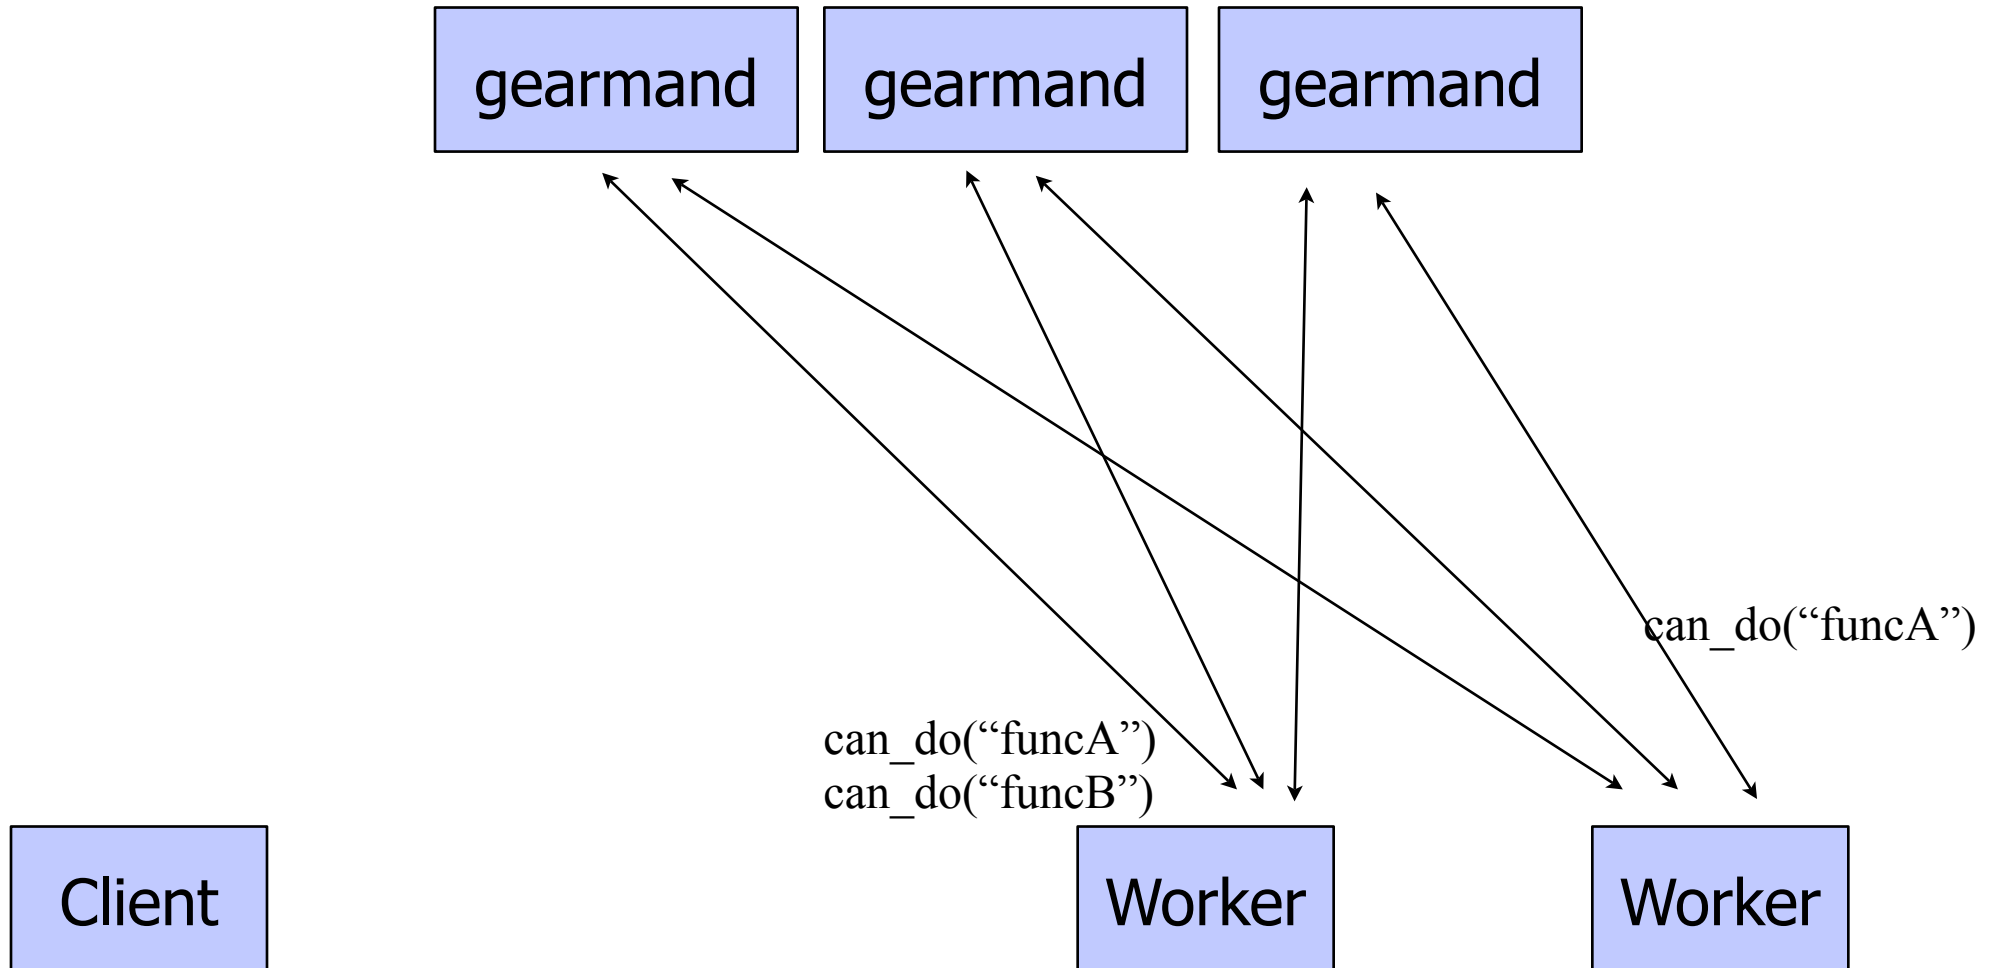 gearmand gearmand gearmand
can_do(“funcA”)
can_do(“funcA”)
can_do(“funcB”)
Client Worker Worker